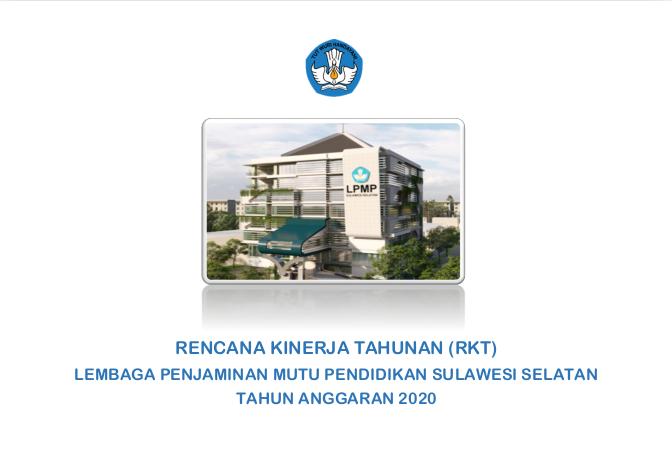 TUT WURI HANDAYANI
LPMP
SULAWESI SELATAN
RENCANA KINERJA TAHUNAN (RKT)
LEMBAGA PENJAMINAN MUTU PENDIDIKAN SULAWESI SELATAN
TAHUN ANGGARAN 2020